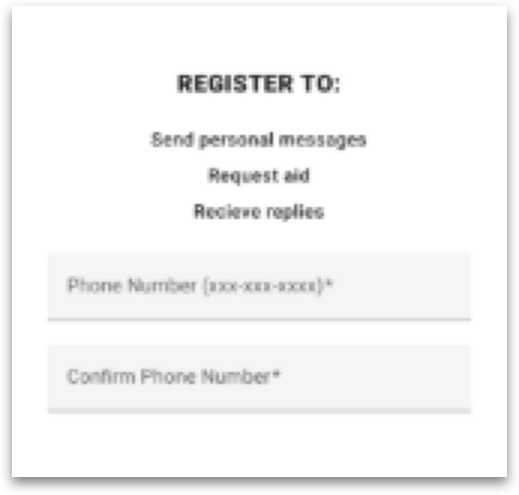 REGISTER TO:
Send personal messages
Request aid
Recieve replies
Phone Number (xxx-xxx-xxxx)*
Confirm Phone Number*